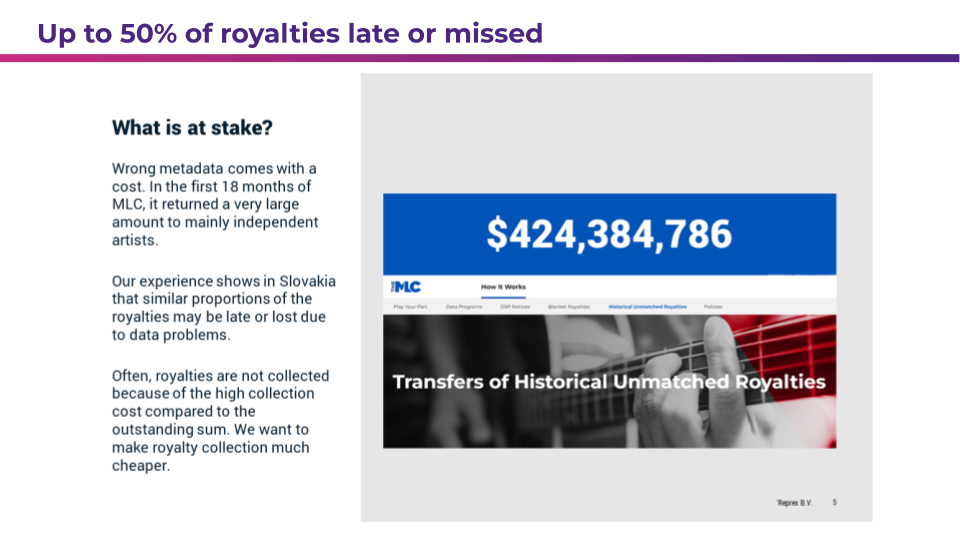 Up to 50% of royalties late or missed
What is at stake?
Wrong metadata comes with a
cost. In the first 18 months of
MLC, it returned a very large
amount to mainly independent
artists.
Our experience shows in Slovakia
that similar proportions of the
royalties may be late or lost due
to data problems.
Often, royalties are not collected
because of the high collection
cost compared to the
outstanding sum. We want to
make royalty collection much
cheaper.
$424,384,786
THE MLC How it Works
Play Your Part Data Programs DSP Notices Blanket Royalties Historical Unmatched Royalties Policies
Transfers of Historical Unmatched Royalties
Reprex B.V. 5